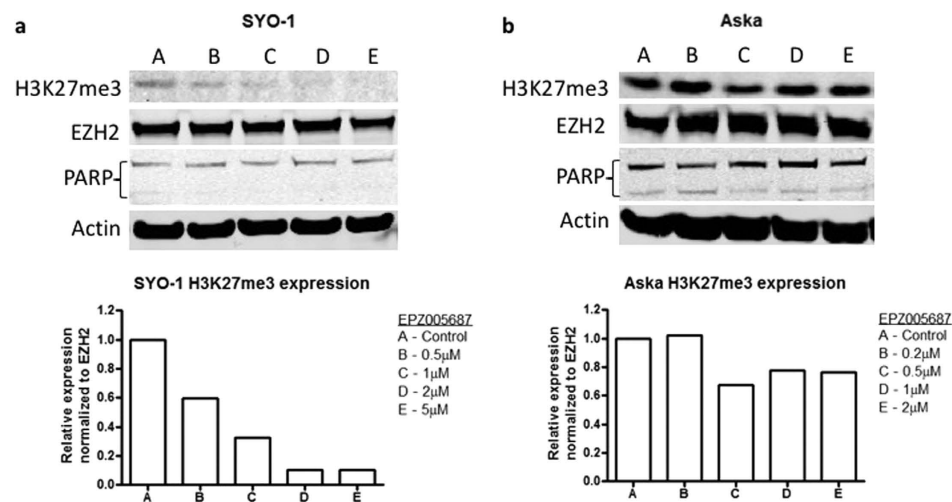 a
SYO-1
A B C D E
H3K27me3
EZH2
PARP
Actin
SYO-1 H3K27me3 expression
Relative expression
normalized to EZH2
1.2
1.0
0.8
0.6
0.4
0.2
0.0
A B C D E
EPZ005687
A - Control
B - 0.5µM
C - 1µM
D - 2µM
E - 5µM
b
Aska
A B C D E
H3K27me3
EZH2
PARP
Actin
Aska H3K27me3 expression
Relative expression
normalized to EZH2
1.2
1.0
0.8
0.6
0.4
0.2
0.0
A B C D E
EPZ005687
A - Control
B - 0.2µM
C - 0.5µM
D - 1µM
E - 2µM